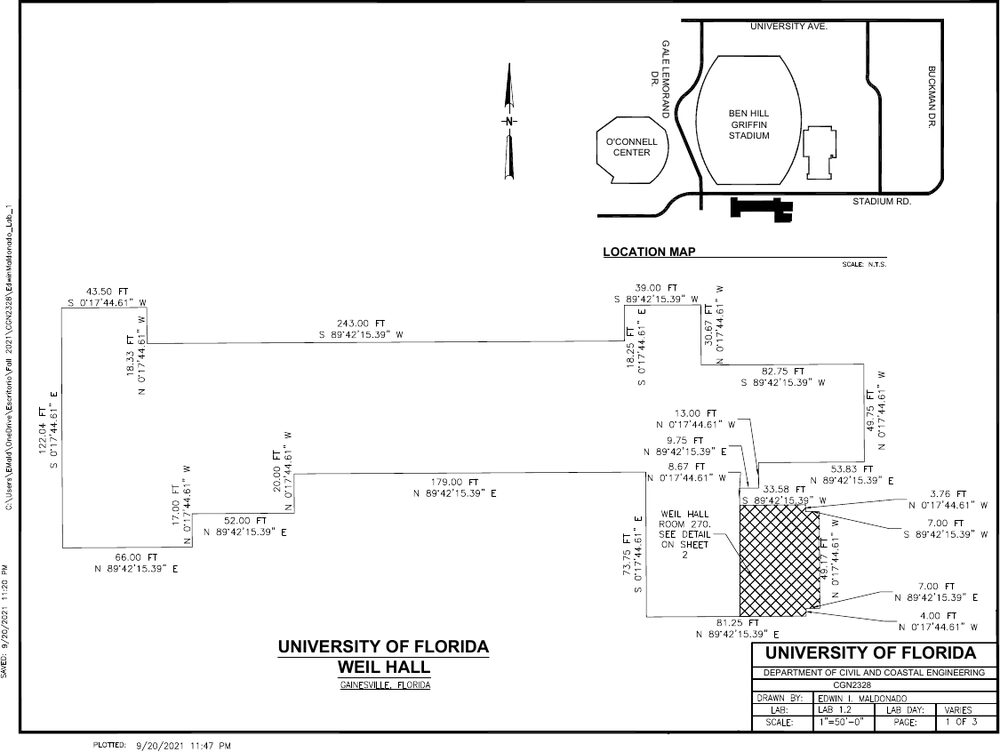 UNIVERSITY AVE.
GALE LEMORAND
DR.
BUCKMAN DR.
BEN HILL
GRIFFIN
STADIUM
O'CONNELL
CENTER
N
STADIUM RD.
LOCATION MAP
SCALE: N.T.S.
43.50 FT
S 0°17'44.61" W
18.33 FT
N 0°17'44.61" W
243.00 FT
S 89°42'15.39" W
39.00 FT
S 89°42'15.39" W
18.25 FT
S 0°17'44.61" E
30.67 FT
N 0°17'44.61" W
82.75 FT
S 89°42'15.39" W
49.75 FT
N 0°17'44.61" W
122.04 FT
S 0°17'44.61" E
13.00 FT
N 0°17'44.61" W
9.75 FT
N 89°42'15.39" E
8.67 FT
N 0°17'44.61" W
53.83 FT
N 89°42'15.39" E
33.58 FT
S 89°42'15.39" W
3.76 FT
N 0°17'44.61" W
7.00 FT
S 89°42'15.39" W
20.00 FT
N 0°17'44.61" W
179.00 FT
N 89°42'15.39" E
17.00 FT
N 0°17'44.61" W
52.00 FT
N 89°42'15.39" E
66.00 FT
N 89°42'15.39" E
73.75 FT
S 0°17'44.61" E
WEIL HALL
ROOM 270.
SEE DETAIL
ON SHEET
2
49.17 FT
N 0°17'44.61" W
7.00 FT
N 89°42'15.39" E
4.00 FT
N 0°17'44.61" W
81.25 FT
N 89°42'15.39" E
UNIVERSITY OF FLORIDA
WEIL HALL
GAINESVILLE, FLORIDA
UNIVERSITY OF FLORIDA
DEPARTMENT OF CIVIL AND COASTAL ENGINEERING
CGN2328
DRAWN BY: EDWIN I. MALDONADO
LAB: LAB 1.2 LAB DAY: VARIES
SCALE: 1"=50'-0" PAGE: 1 OF 3
C:\Users\EMald\OneDrive\Escritorio\Fall 2021\CGN2328\EdwinMaldonado_Lab_1
SAVED: 9/20/2021 11:20 PM
PLOTTED: 9/20/2021 11:47 PM